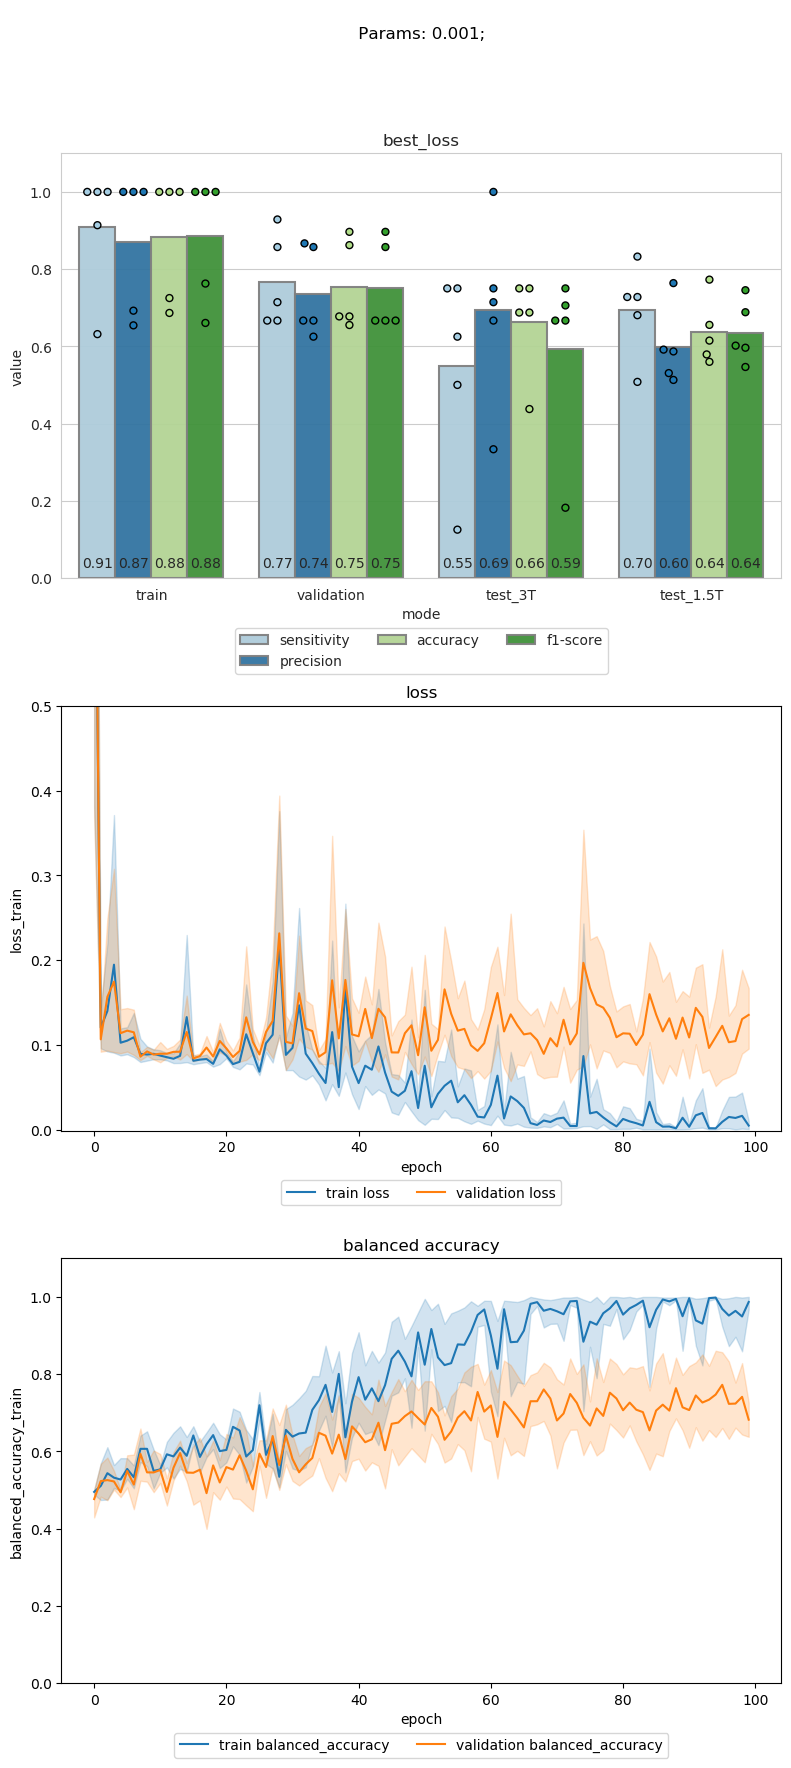 Params: 0.001;
best_loss
1.0
0.8
0.6
0.4
0.2
0.0
value
0.91 0.87 0.88 0.88 0.77 0.74 0.75 0.75 0.55 0.69 0.66 0.59 0.70 0.60 0.64 0.64
train validation test_3T test_1.5T
mode
sensitivity accuracy f1-score
precision
loss
0.5
0.4
0.3
0.2
0.1
0.0
loss_train
0 20 40 60 80 100
epoch
train loss validation loss
balanced accuracy
1.0
0.8
0.6
0.4
0.2
0.0
balanced_accuracy_train
0 20 40 60 80 100
epoch
train balanced_accuracy validation balanced_accuracy